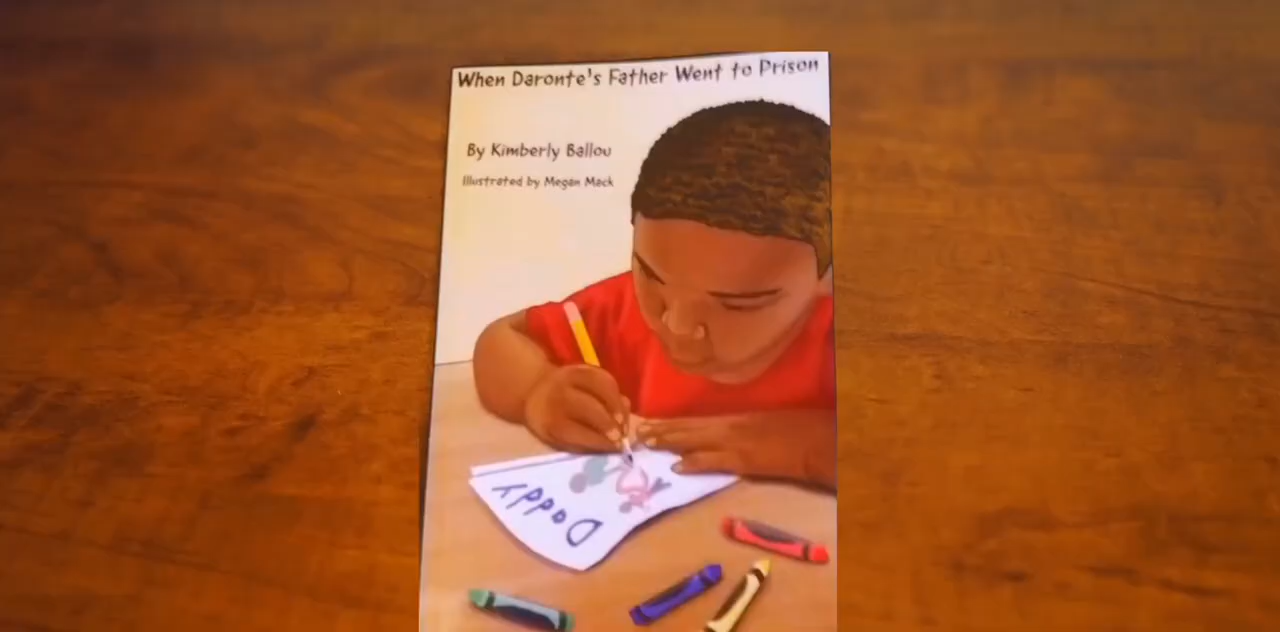 When Daronte's Father Went to Prison
By Kimberly Ballou
Illustrated by Megan Mack
Daddy